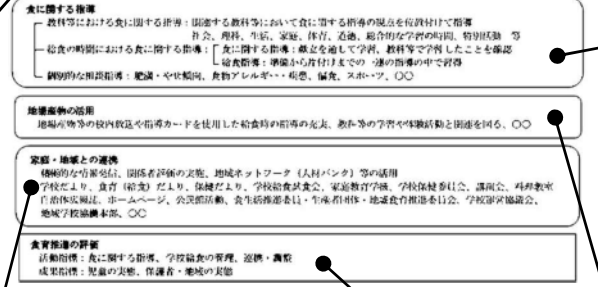 食に関する指導
教科等における食に関する指導：関連する教科等において食に関する指導の視点を位置付けて指導
社会、理科、生活、家庭、体育、道徳、総合的な学習の時間、特別活動 等
給食の時間における食に関する指導：食に関する指導：献立を通して学習、教科等で学習したことを確認
給食指導：準備から片付けまでの一連の指導の中で習得
個別的な相談指導：肥満・やせ傾向、食物アレルギー・疾患、偏食、スポーツ、〇〇
地場産物の活用
地場産物等の校内放送や指導カードを使用した給食時の指導の充実、教科等の学習や体験活動と関連を図る、〇〇
家庭・地域との連携
積極的な情報発信、関係者評価の実施、地域ネットワーク（人材バンク）等の活用
学校だより、食育（給食）だより、保健だより、学校給食試食会、家庭教育学級、学校保健委員会、講演会、料理教室
自治体広報誌、ホームページ、公民館活動、食生活推進委員・生産者団体・地域食育推進委員会、学校運営協議会、
地域学校協働本部、〇〇
食育推進の評価
活動指標：食に関する指導、学校給食の管理、連携・調整
成果指標：児童の実態、保護者・地域の実態